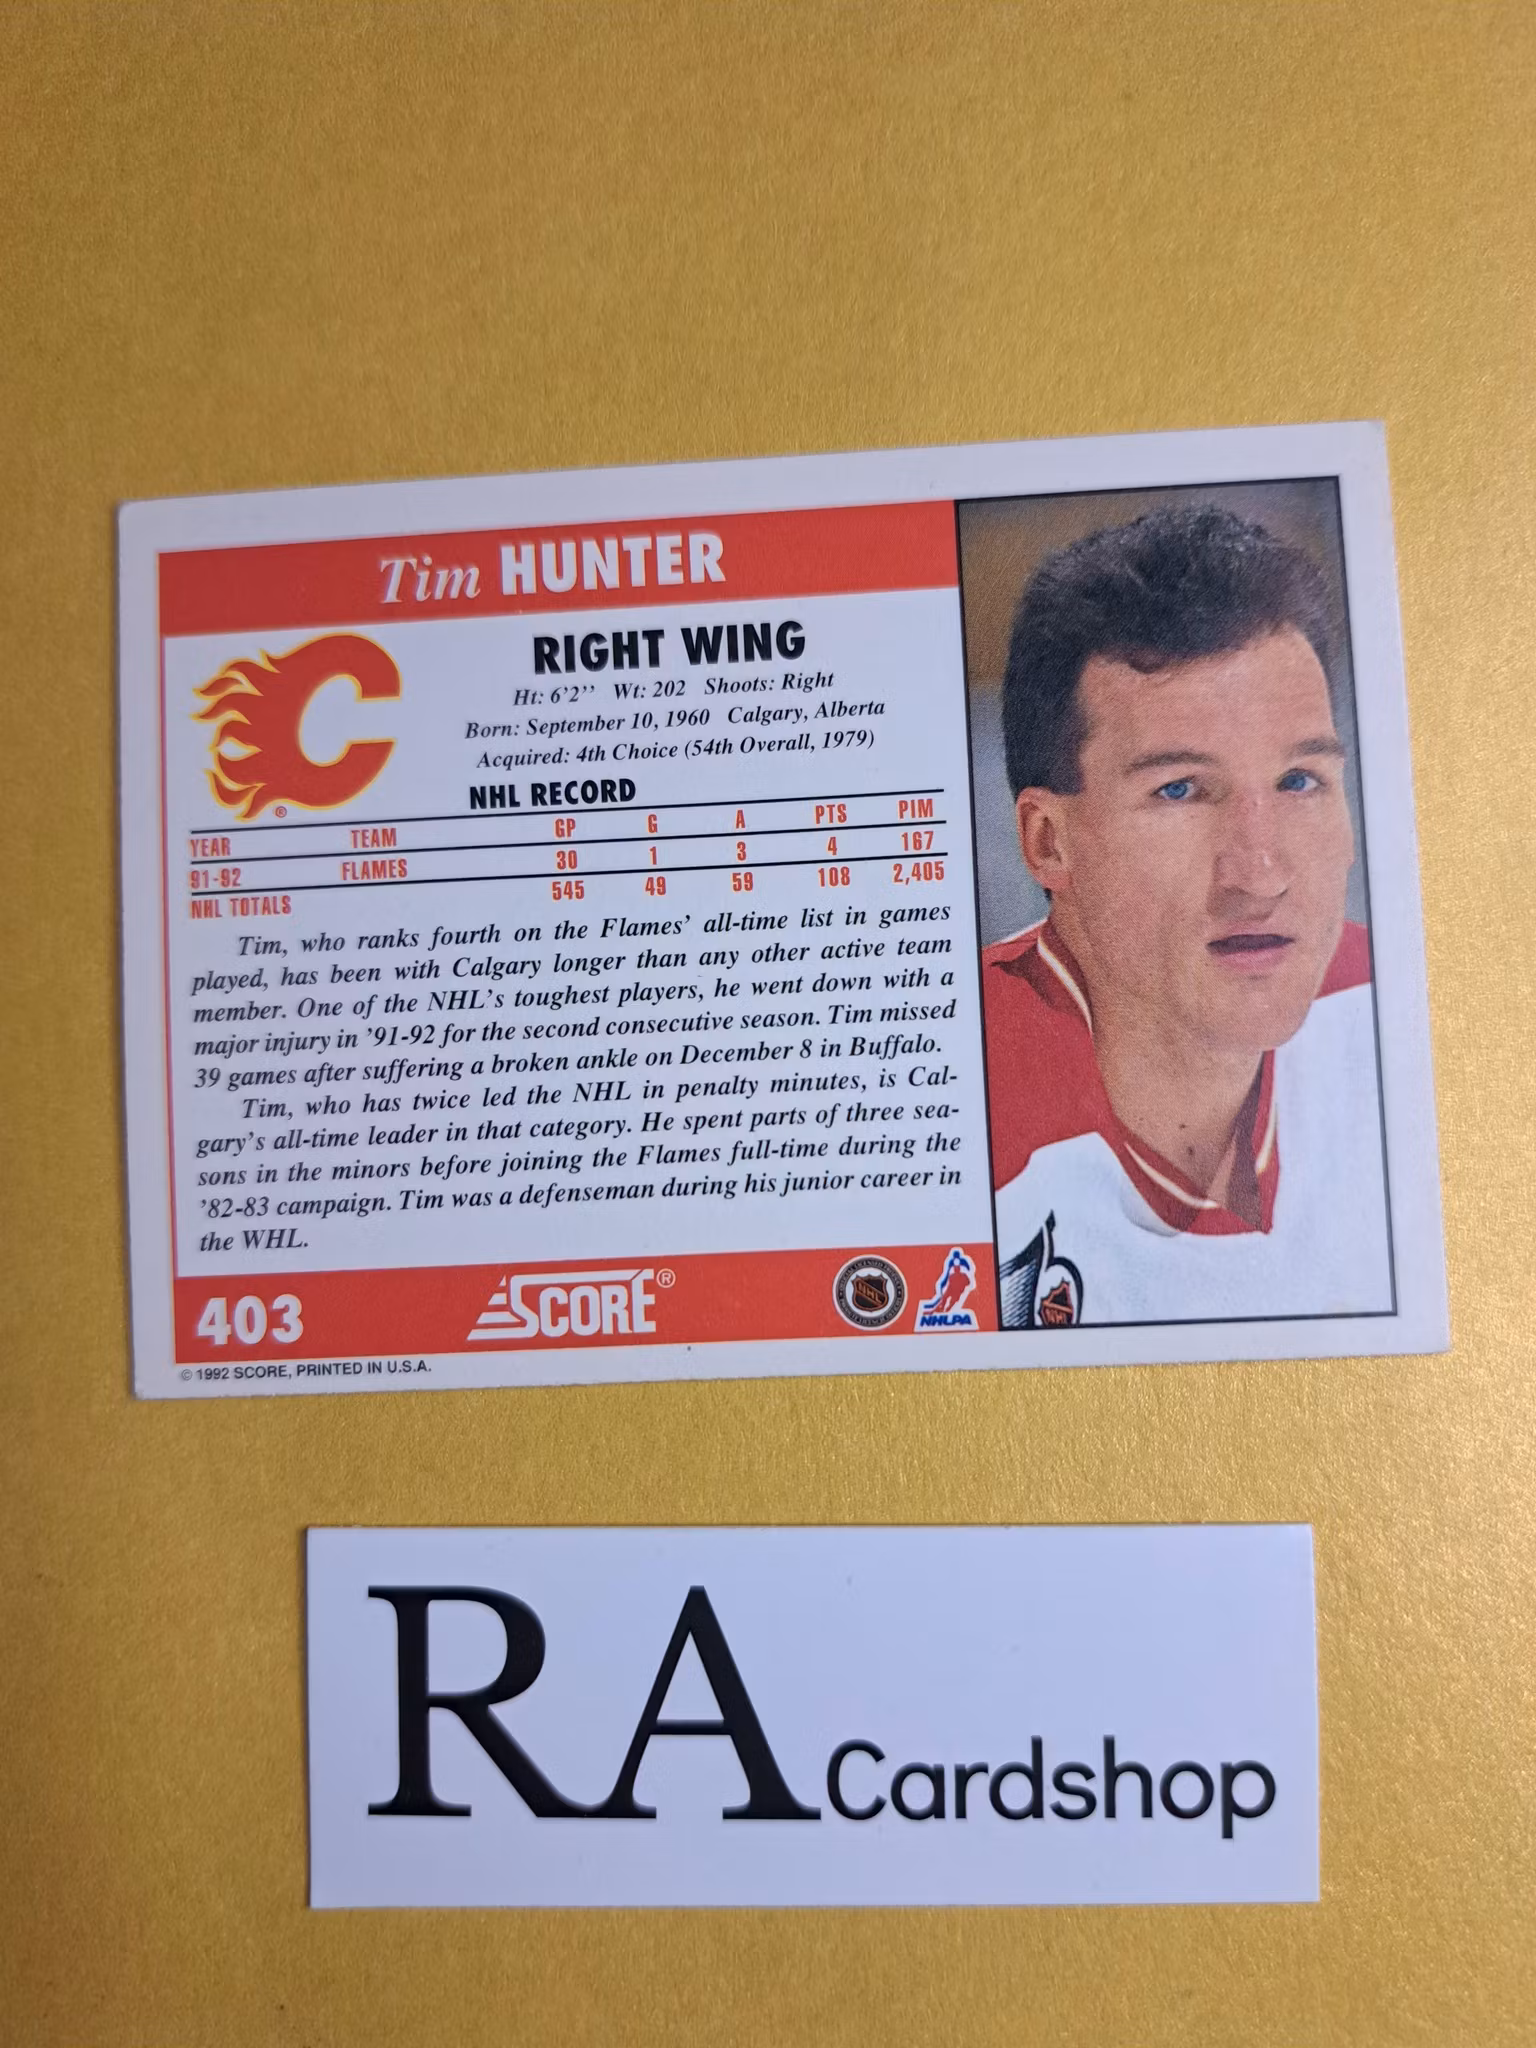 Tim HUNTER
RIGHT WING
Ht: 6'2'' Wt: 202 Shoots: Right
Born: September 10, 1960 Calgary, Alberta
Acquired: 4th Choice (54th Overall, 1979)
©
NHL RECORD
YEAR TEAM GP G A PTS PIM
91-92 FLAMES 30 1 3 4 167
NHL TOTALS 545 49 59 108 2,405
Tim, who ranks fourth on the Flames' all-time list in games
played, has been with Calgary longer than any other active team
member. One of the NHL's toughest players, he went down with a
major injury in '91-92 for the second consecutive season. Tim missed
39 games after suffering a broken ankle on December 8 in Buffalo.
Tim, who has twice led the NHL in penalty minutes, is Cal-
gary's all-time leader in that category. He spent parts of three sea-
sons in the minors before joining the Flames full-time during the
'82-83 campaign. Tim was a defenseman during his junior career in
the WHL.
403 SCORE® NHL NHLPA
NHL
© 1992 SCORE, PRINTED IN U.S.A.
RA Cardshop